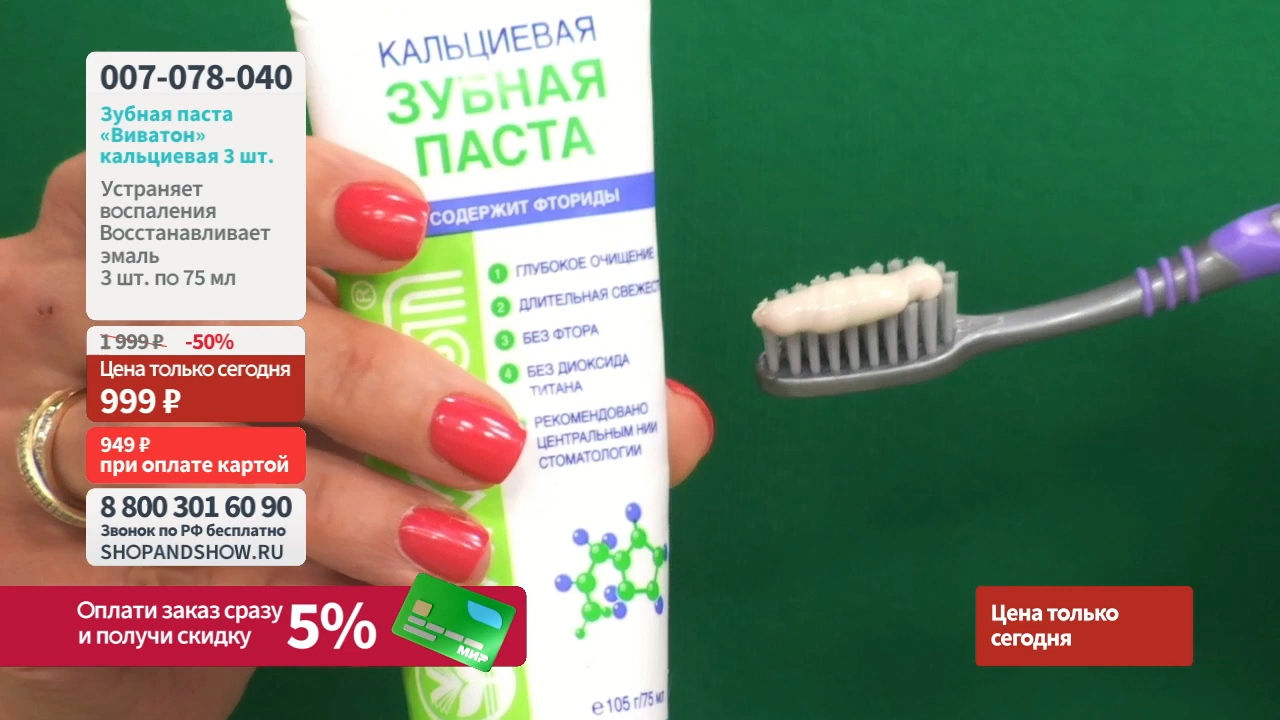 007-078-040
Зубная паста
«Виватон»
кальциевая 3 шт.
Устраняет
воспаления
Восстанавливает
эмаль
3 шт. по 75 мл
1 999 ₽ -50%
Цена только сегодня
999 ₽
949 ₽
при оплате картой
8 800 301 60 90
Звонок по РФ бесплатно
SHOPANDSHOW.RU
Оплати заказ сразу
и получи скидку
5%
МИР
КАЛЬЦИЕВАЯ
ЗУБНАЯ
ПАСТА
СОДЕРЖИТ ФТОРИДЫ
1 ГЛУБОКОЕ ОЧИЩЕНИЕ
2 ДЛИТЕЛЬНАЯ СВЕЖЕСТ
3 БЕЗ ФТОРА
4 БЕЗ ДИОКСИДА
ТИТАНА
РЕКОМЕНДОВАНО
ЦЕНТРАЛЬНЫМ НИИ
СТОМАТОЛОГИИ
℮ 105 г/75 мл
Цена только
сегодня